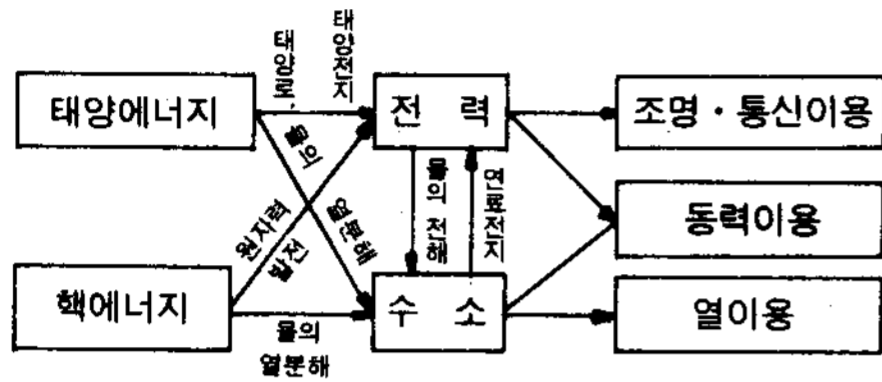 태양로,
태양전지
태양에너지
전 력
조명·통신이용
물의
열분해
원자력
발전
물의 전해
연료전지
동력이용
핵에너지
수 소
열이용
물의
열분해